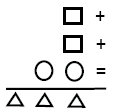 □ +
□ +
○ ○ =
△ △ △